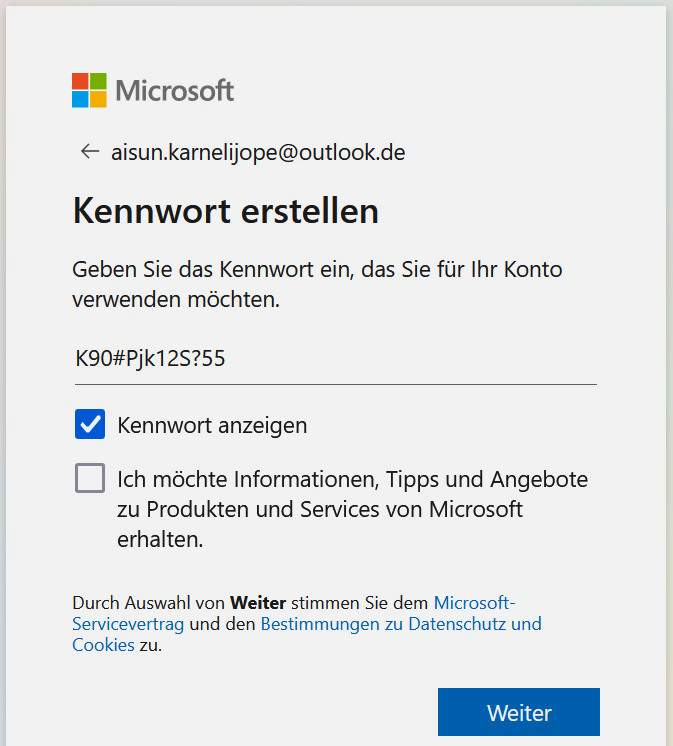 Microsoft
← aisun.karnelijope@outlook.de
Kennwort erstellen
Geben Sie das Kennwort ein, das Sie für Ihr Konto
verwenden möchten.
K90#Pjk12S?55
Kennwort anzeigen
Ich möchte Informationen, Tipps und Angebote
zu Produkten und Services von Microsoft
erhalten.
Durch Auswahl von Weiter stimmen Sie dem Microsoft-
Servicevertrag und den Bestimmungen zu Datenschutz und
Cookies zu.
Weiter